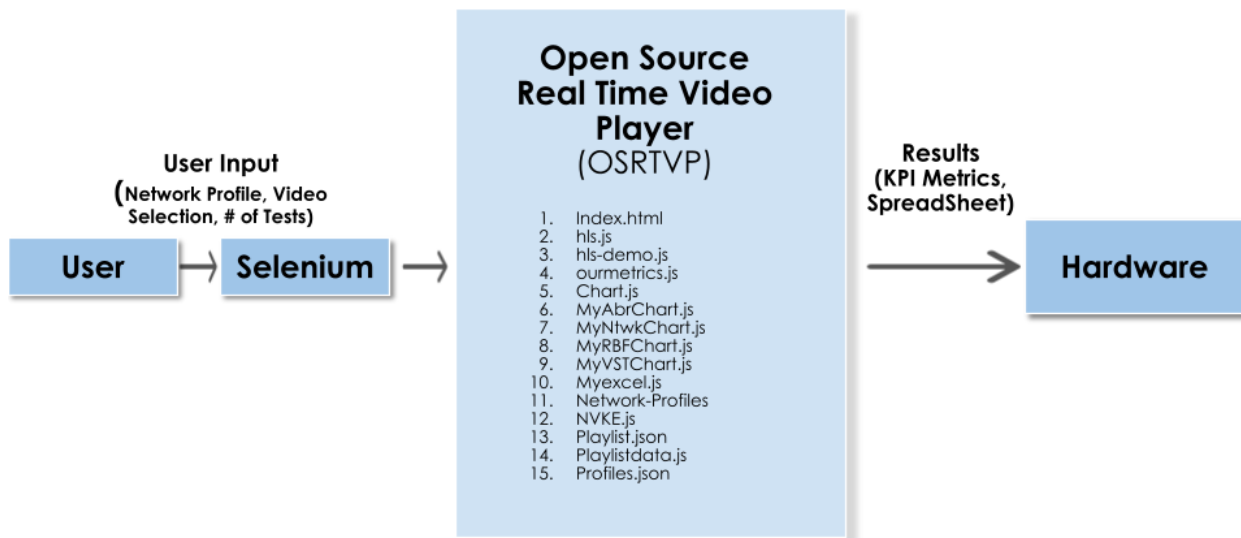 Open Source
Real Time Video
Player
(OSRTVP)
User Input
(Network Profile, Video
Selection, # of Tests)
Results
(KPI Metrics,
SpreadSheet)
User
Selenium
Hardware
1. Index.html
2. hls.js
3. hls-demo.js
4. ourmetrics.js
5. Chart.js
6. MyAbrChart.js
7. MyNtwkChart.js
8. MyRBFChart.js
9. MyVSTChart.js
10. Myexcel.js
11. Network-Profiles
12. NVKE.js
13. Playlist.json
14. Playlistdata.js
15. Profiles.json